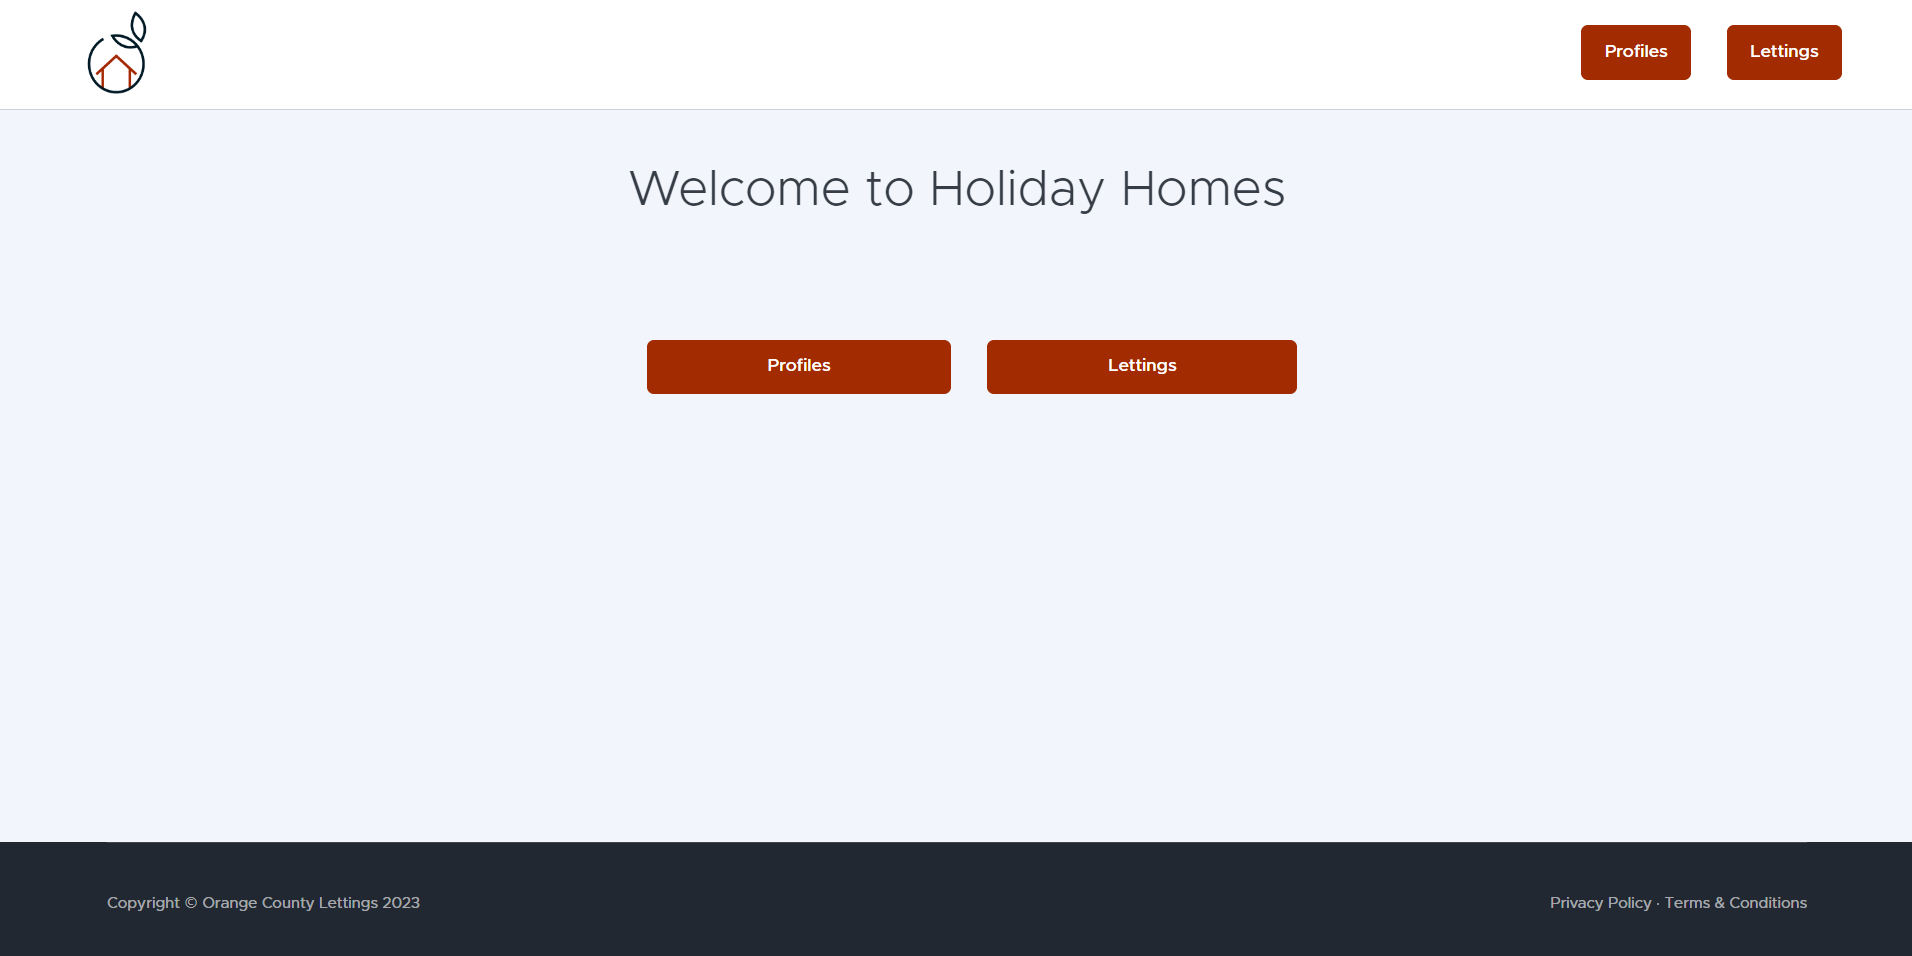 Profiles Lettings
Welcome to Holiday Homes
Profiles Lettings
Copyright © Orange County Lettings 2023 Privacy Policy · Terms & Conditions